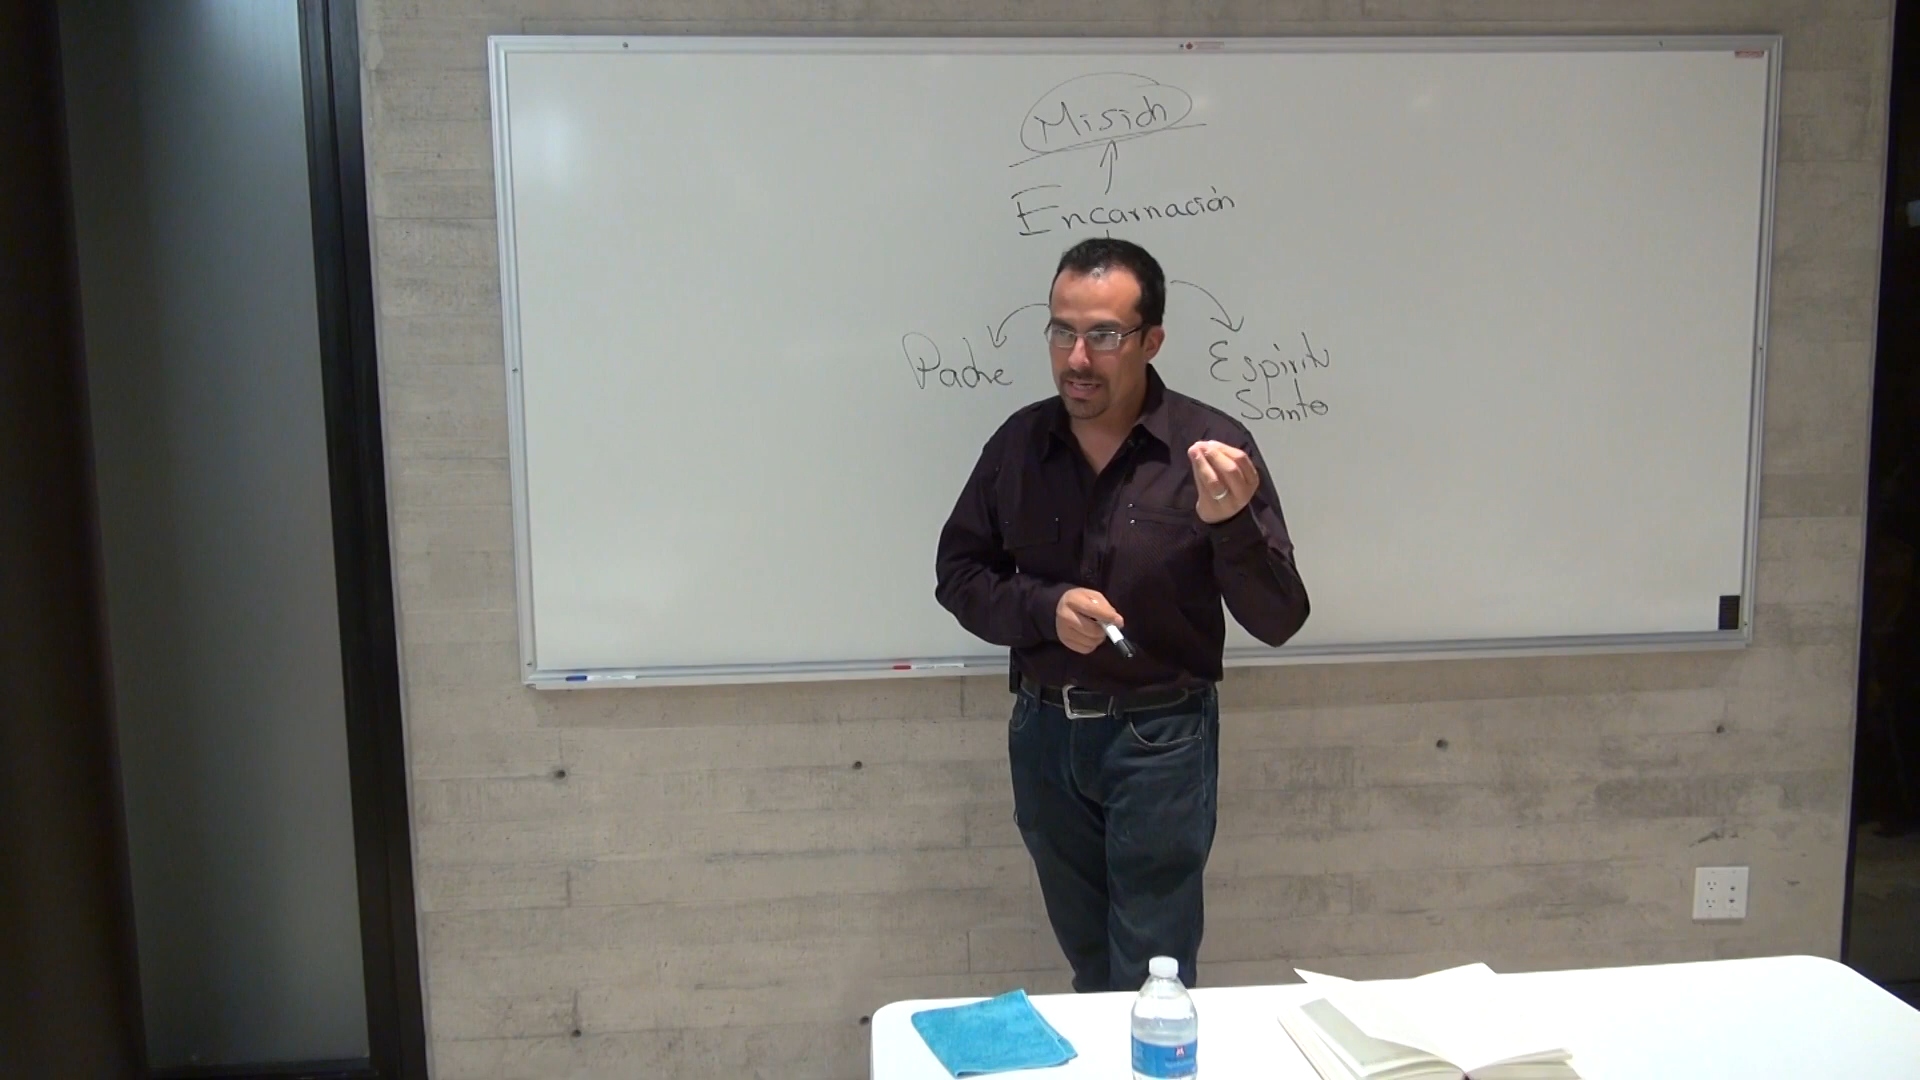 Misión
Encarnación
Padre
Espíritu
Santo